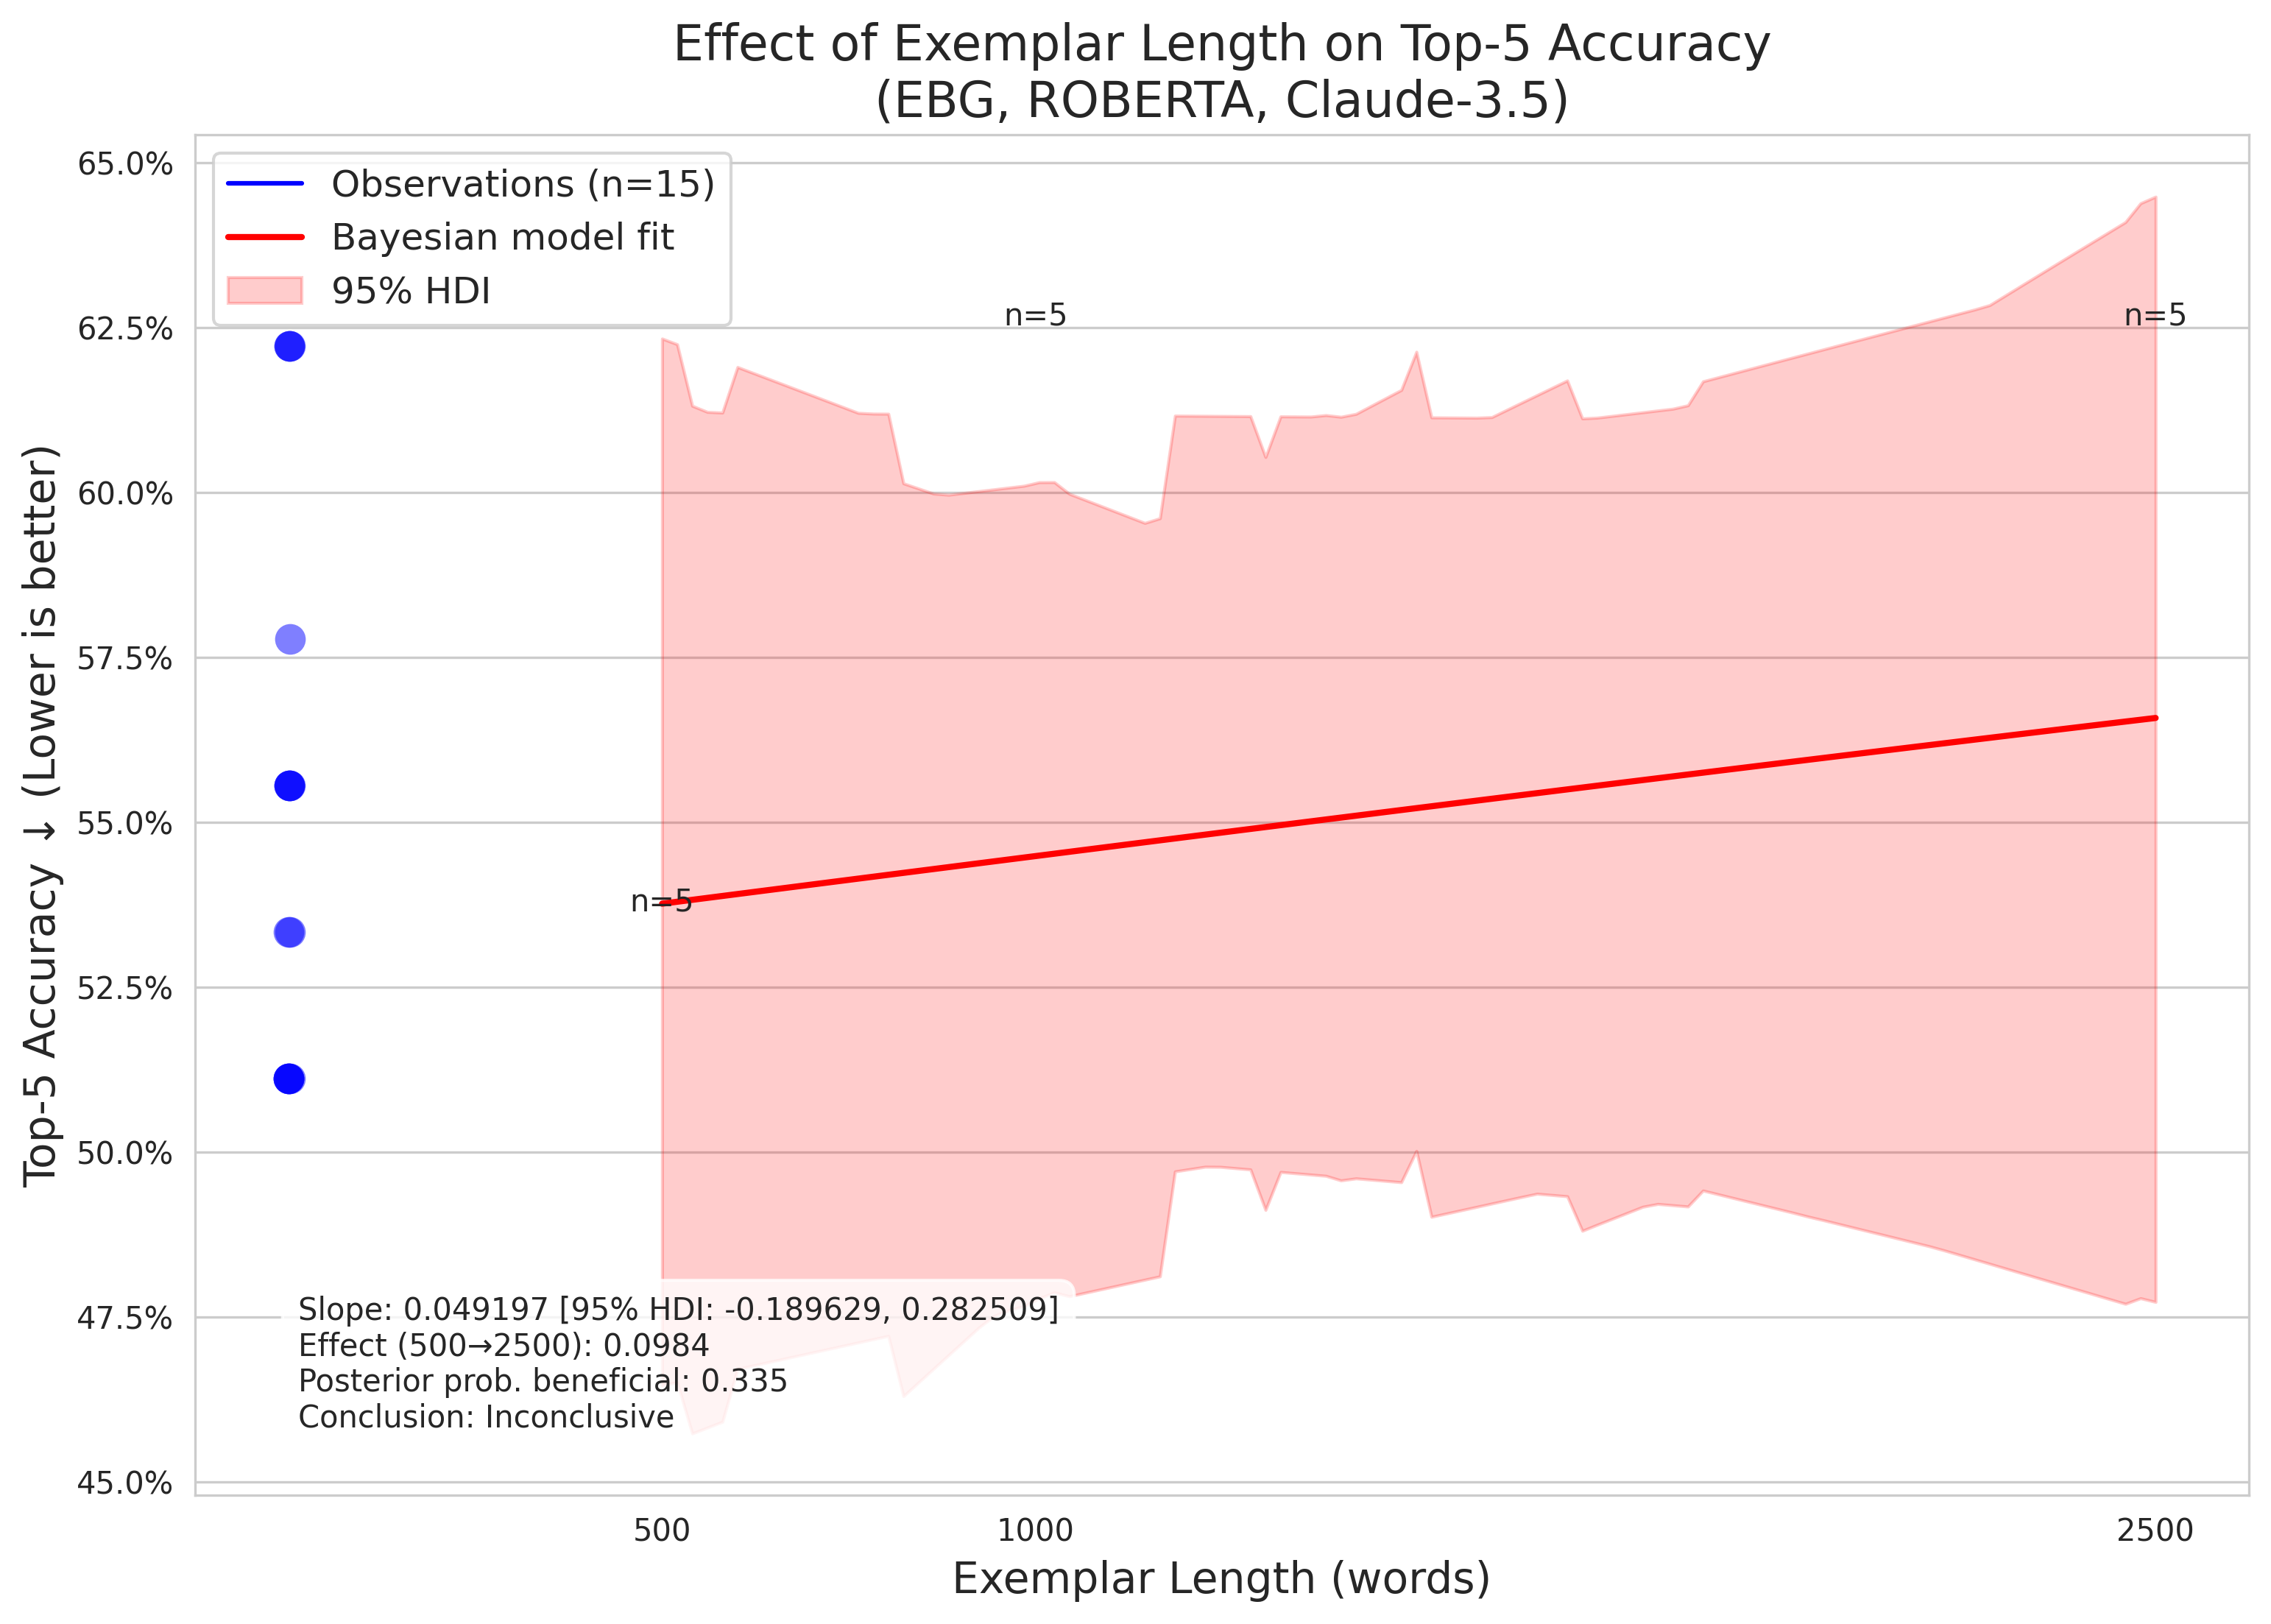 Effect of Exemplar Length on Top-5 Accuracy
(EBG, ROBERTA, Claude-3.5)
Top-5 Accuracy ↓ (Lower is better)
65.0%
62.5%
60.0%
57.5%
55.0%
52.5%
50.0%
47.5%
45.0%
Observations (n=15)
Bayesian model fit
95% HDI
n=5
n=5
n=5
Slope: 0.049197 [95% HDI: -0.189629, 0.282509]
Effect (500→2500): 0.0984
Posterior prob. beneficial: 0.335
Conclusion: Inconclusive
500
1000
2500
Exemplar Length (words)